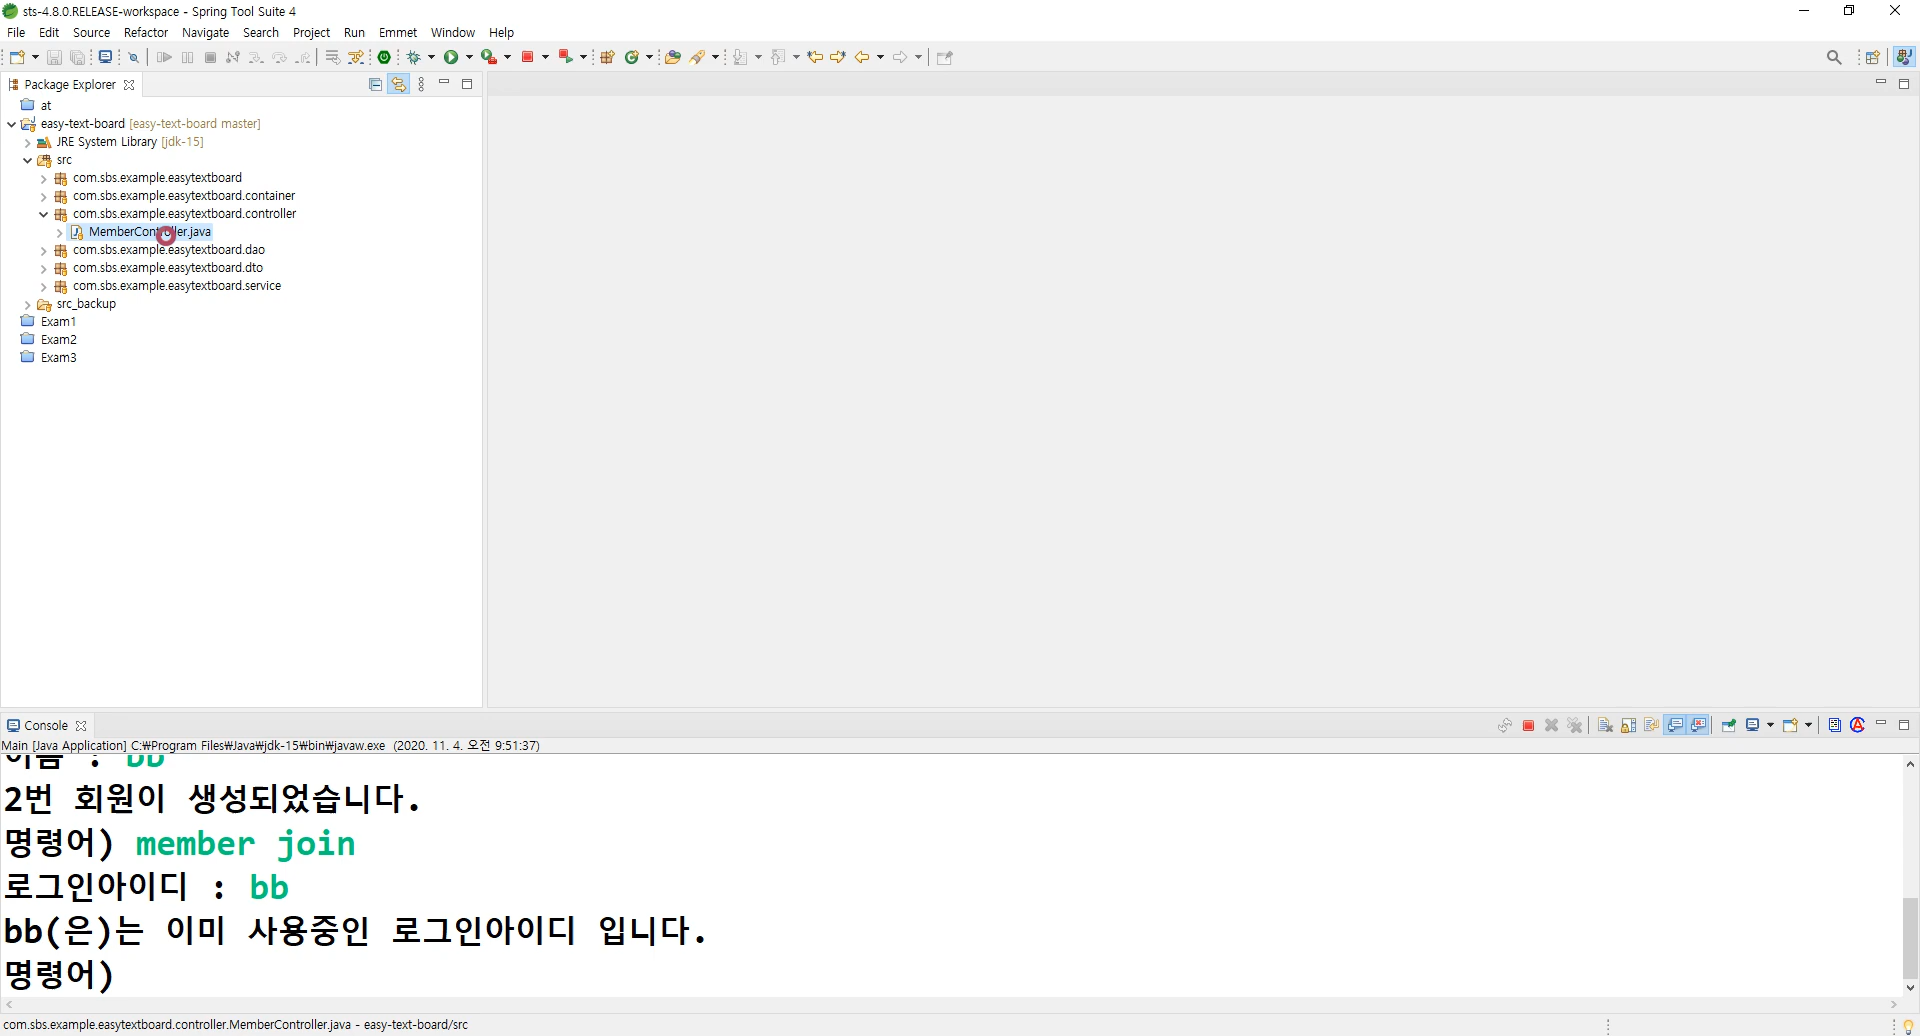 sts-4.8.0.RELEASE-workspace - Spring Tool Suite 4
File Edit Source Refactor Navigate Search Project Run Emmet Window Help
Package Explorer
at
easy-text-board [easy-text-board master]
JRE System Library [jdk-15]
src
com.sbs.example.easytextboard
com.sbs.example.easytextboard.container
com.sbs.example.easytextboard.controller
MemberController.java
com.sbs.example.easytextboard.dao
com.sbs.example.easytextboard.dto
com.sbs.example.easytextboard.service
src_backup
Exam1
Exam2
Exam3
Console
Main [Java Application] C:₩Program Files₩Java₩jdk-15₩bin₩javaw.exe (2020. 11. 4. 오전 9:51:37)
이름 : bb
2번 회원이 생성되었습니다.
명령어) member join
로그인아이디 : bb
bb(은)는 이미 사용중인 로그인아이디 입니다.
명령어)
com.sbs.example.easytextboard.controller.MemberController.java - easy-text-board/src